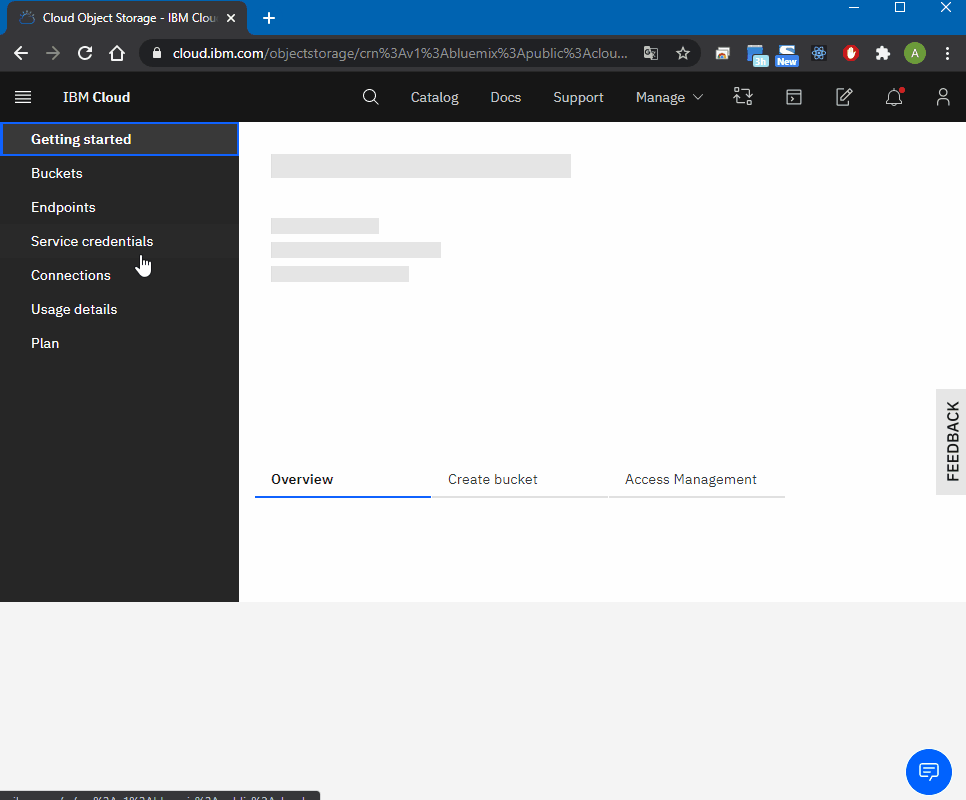 Cloud Object Storage - IBM Clou
cloud.ibm.com/objectstorage/crn%3Av1%3Abluemix%3Apublic%3Aclou...
3h
New
A
IBM Cloud
Catalog
Docs
Support
Manage
Getting started
Buckets
Endpoints
Service credentials
Connections
Usage details
Plan
FEEDBACK
Overview
Create bucket
Access Management